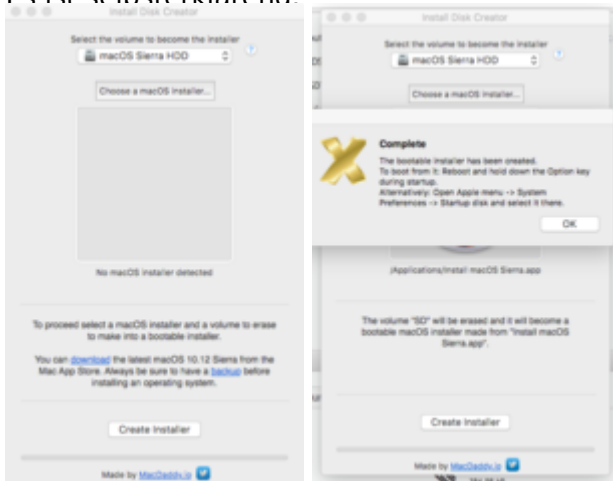 Install Disk Creator
Select the volume to become the installer
macOS Sierra HDD
?
Choose a macOS installer...
No macOS installer detected
To proceed select a macOS installer and a volume to erase
to make into a bootable installer.
You can download the latest macOS 10.12 Sierra from the
Mac App Store. Always be sure to have a backup before
installing an operating system.
Create Installer
Made by MacDaddy.io
Install Disk Creator
Select the volume to become the installer
macOS Sierra HDD
?
Choose a macOS installer...
Complete
The bootable installer has been created.
To boot from it: Reboot and hold down the Option key
during startup.
Alternatively: Open Apple menu -> System
Preferences -> Startup disk and select it there.
OK
/Applications/Install macOS Sierra.app
The volume "SD" will be erased and it will become a
bootable macOS installer made from "Install macOS
Sierra.app".
Create Installer
Made by MacDaddy.io